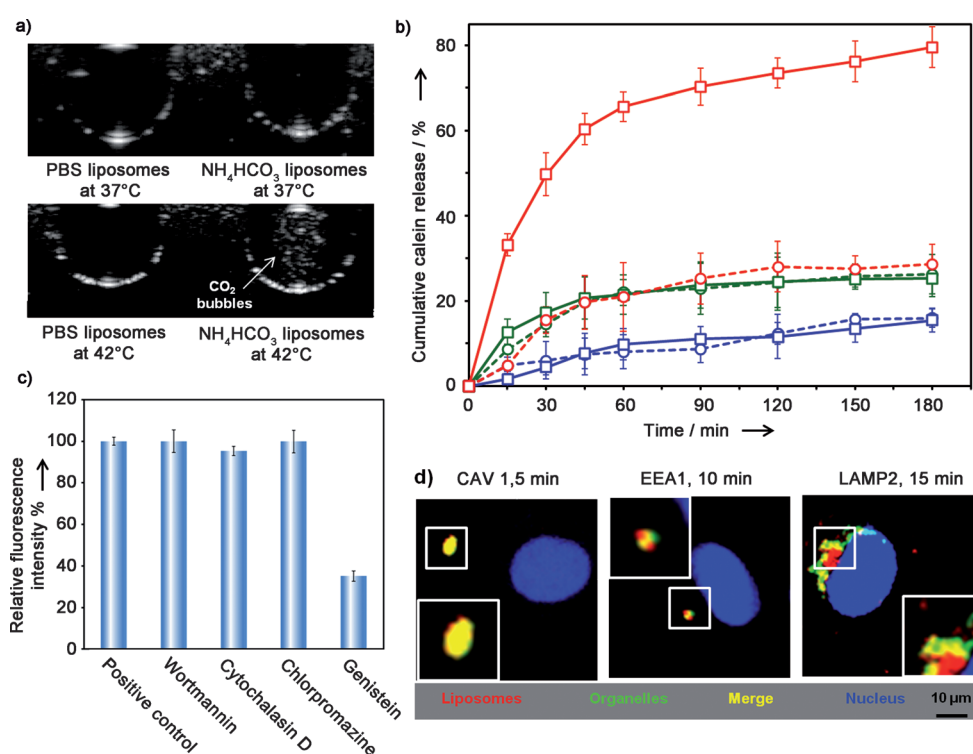 a)
PBS liposomes
at 37°C
NH₄HCO₃ liposomes
at 37°C
CO₂
bubbles
PBS liposomes
at 42°C
NH₄HCO₃ liposomes
at 42°C
b)
Cumulative calein release / %
80
60
40
20
0
0 30 60 90 120 150 180
Time / min
c)
Relative fluorescence
intensity %
120
100
80
60
40
20
0
Positive control
Wortmannin
Cytochalasin D
Chlorpromazine
Genistein
d)
CAV 1,5 min
EEA1, 10 min
LAMP2, 15 min
Liposomes Organelles Merge Nucleus 10 µm